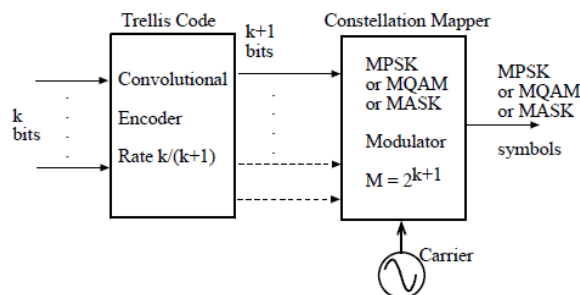 Trellis Code
Constellation Mapper
k
bits
Convolutional
Encoder
Rate k/(k+1)
k+1
bits
MPSK
or MQAM
or MASK
Modulator
M = 2^{k+1}
MPSK
or MQAM
or MASK
symbols
Carrier